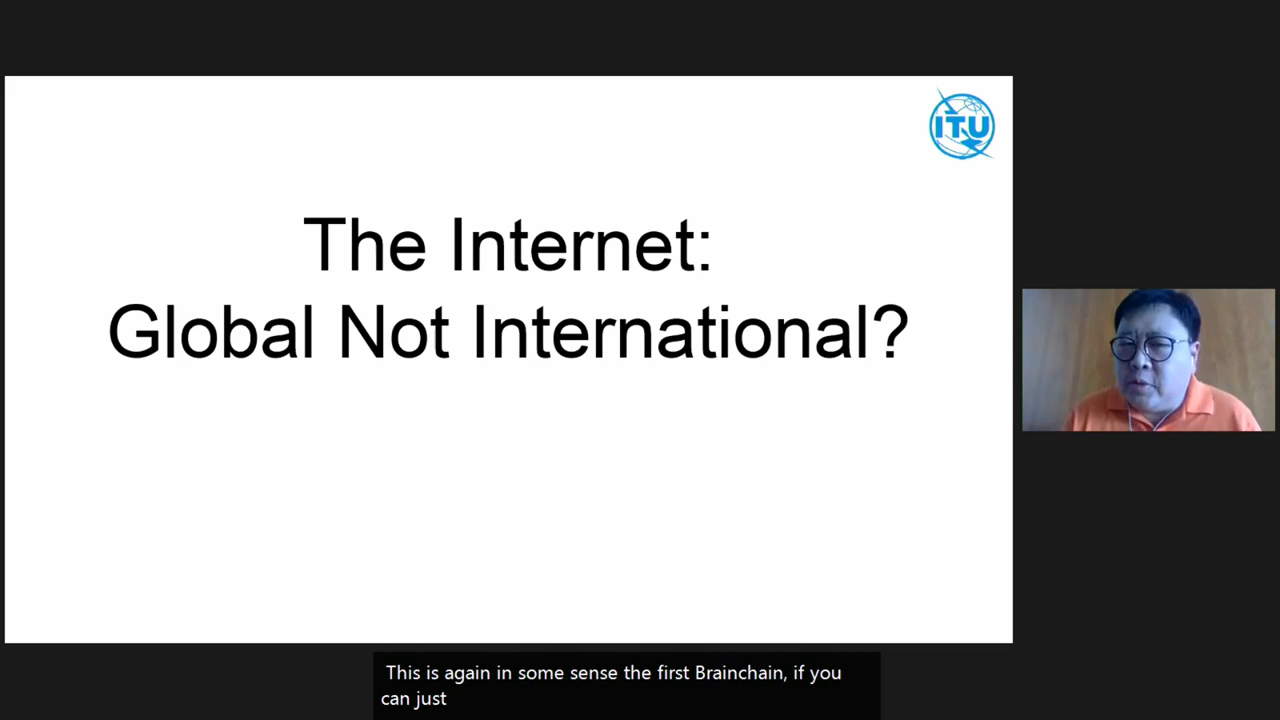 ITU
The Internet:
Global Not International?
This is again in some sense the first Brainchain, if you
can just